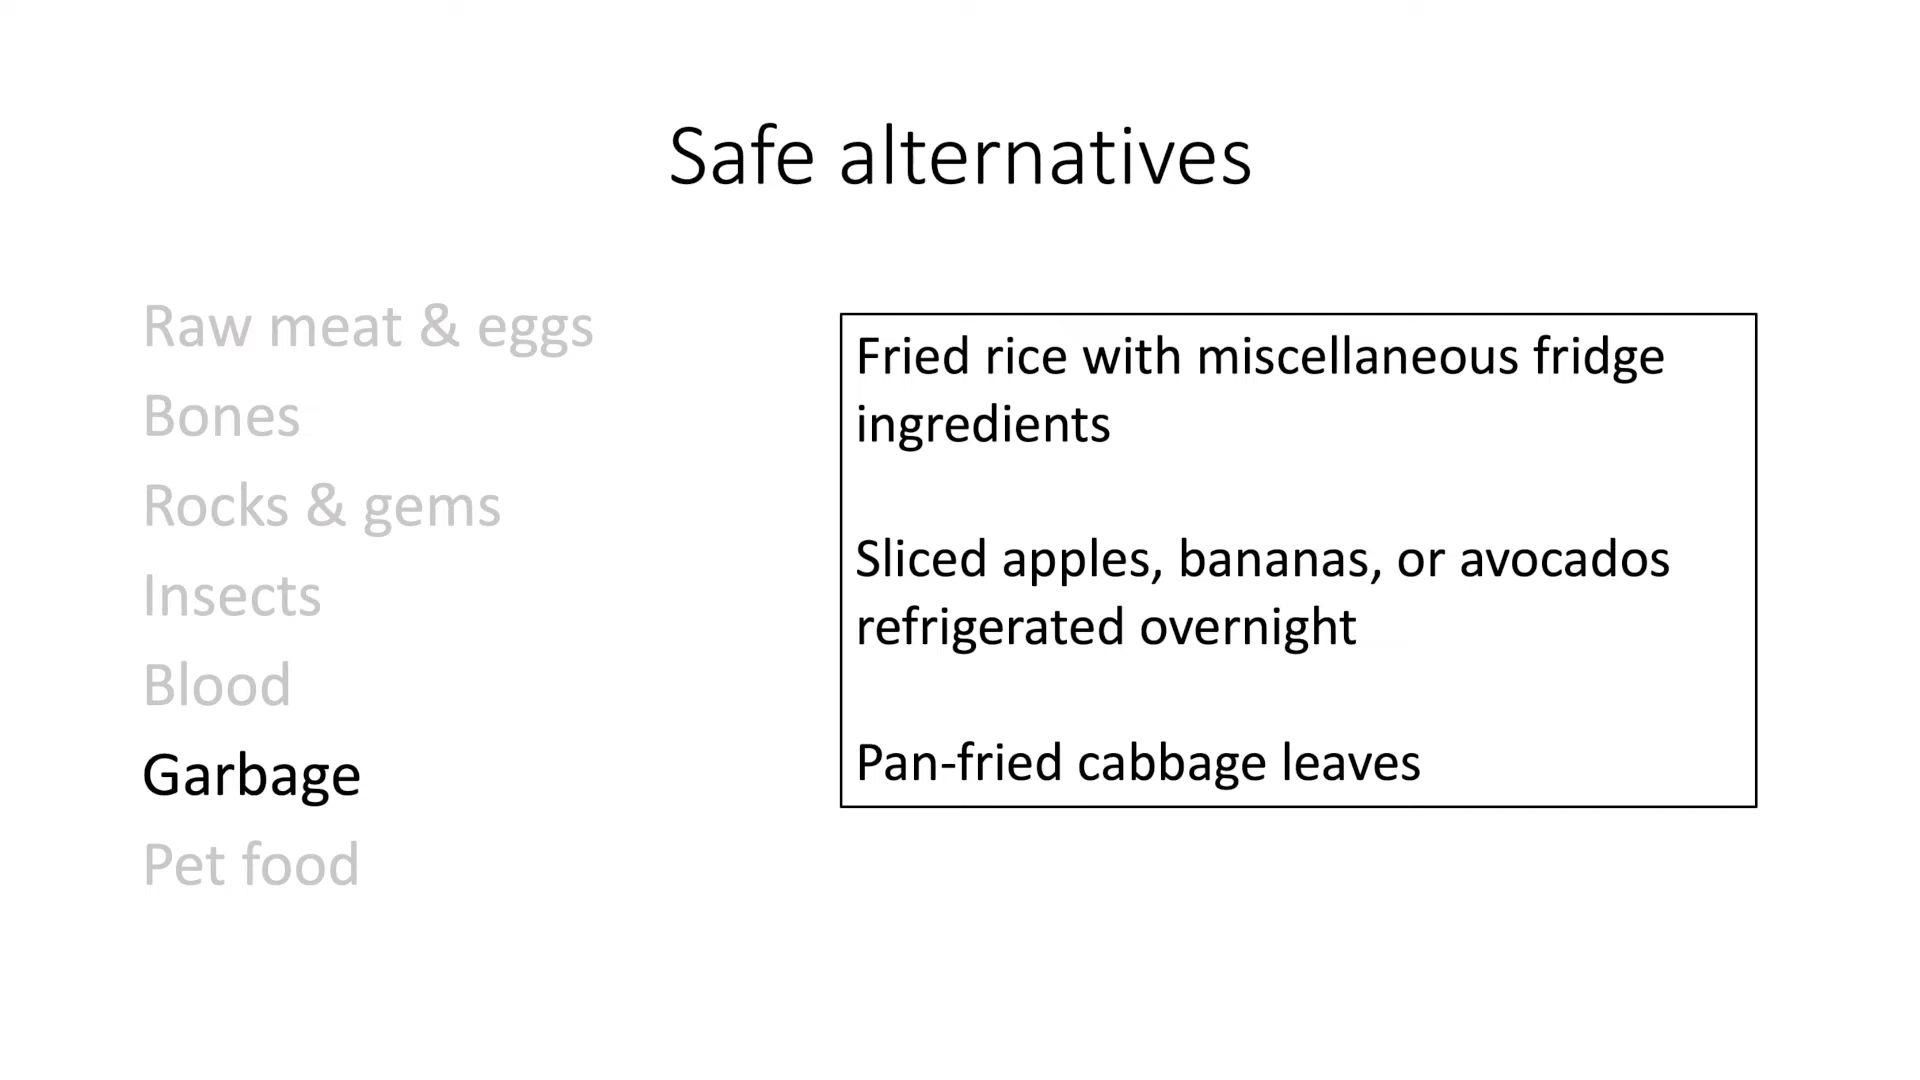 Safe alternatives
Raw meat & eggs
Bones
Rocks & gems
Insects
Blood
Garbage
Pet food
Fried rice with miscellaneous fridge
ingredients
Sliced apples, bananas, or avocados
refrigerated overnight
Pan-fried cabbage leaves